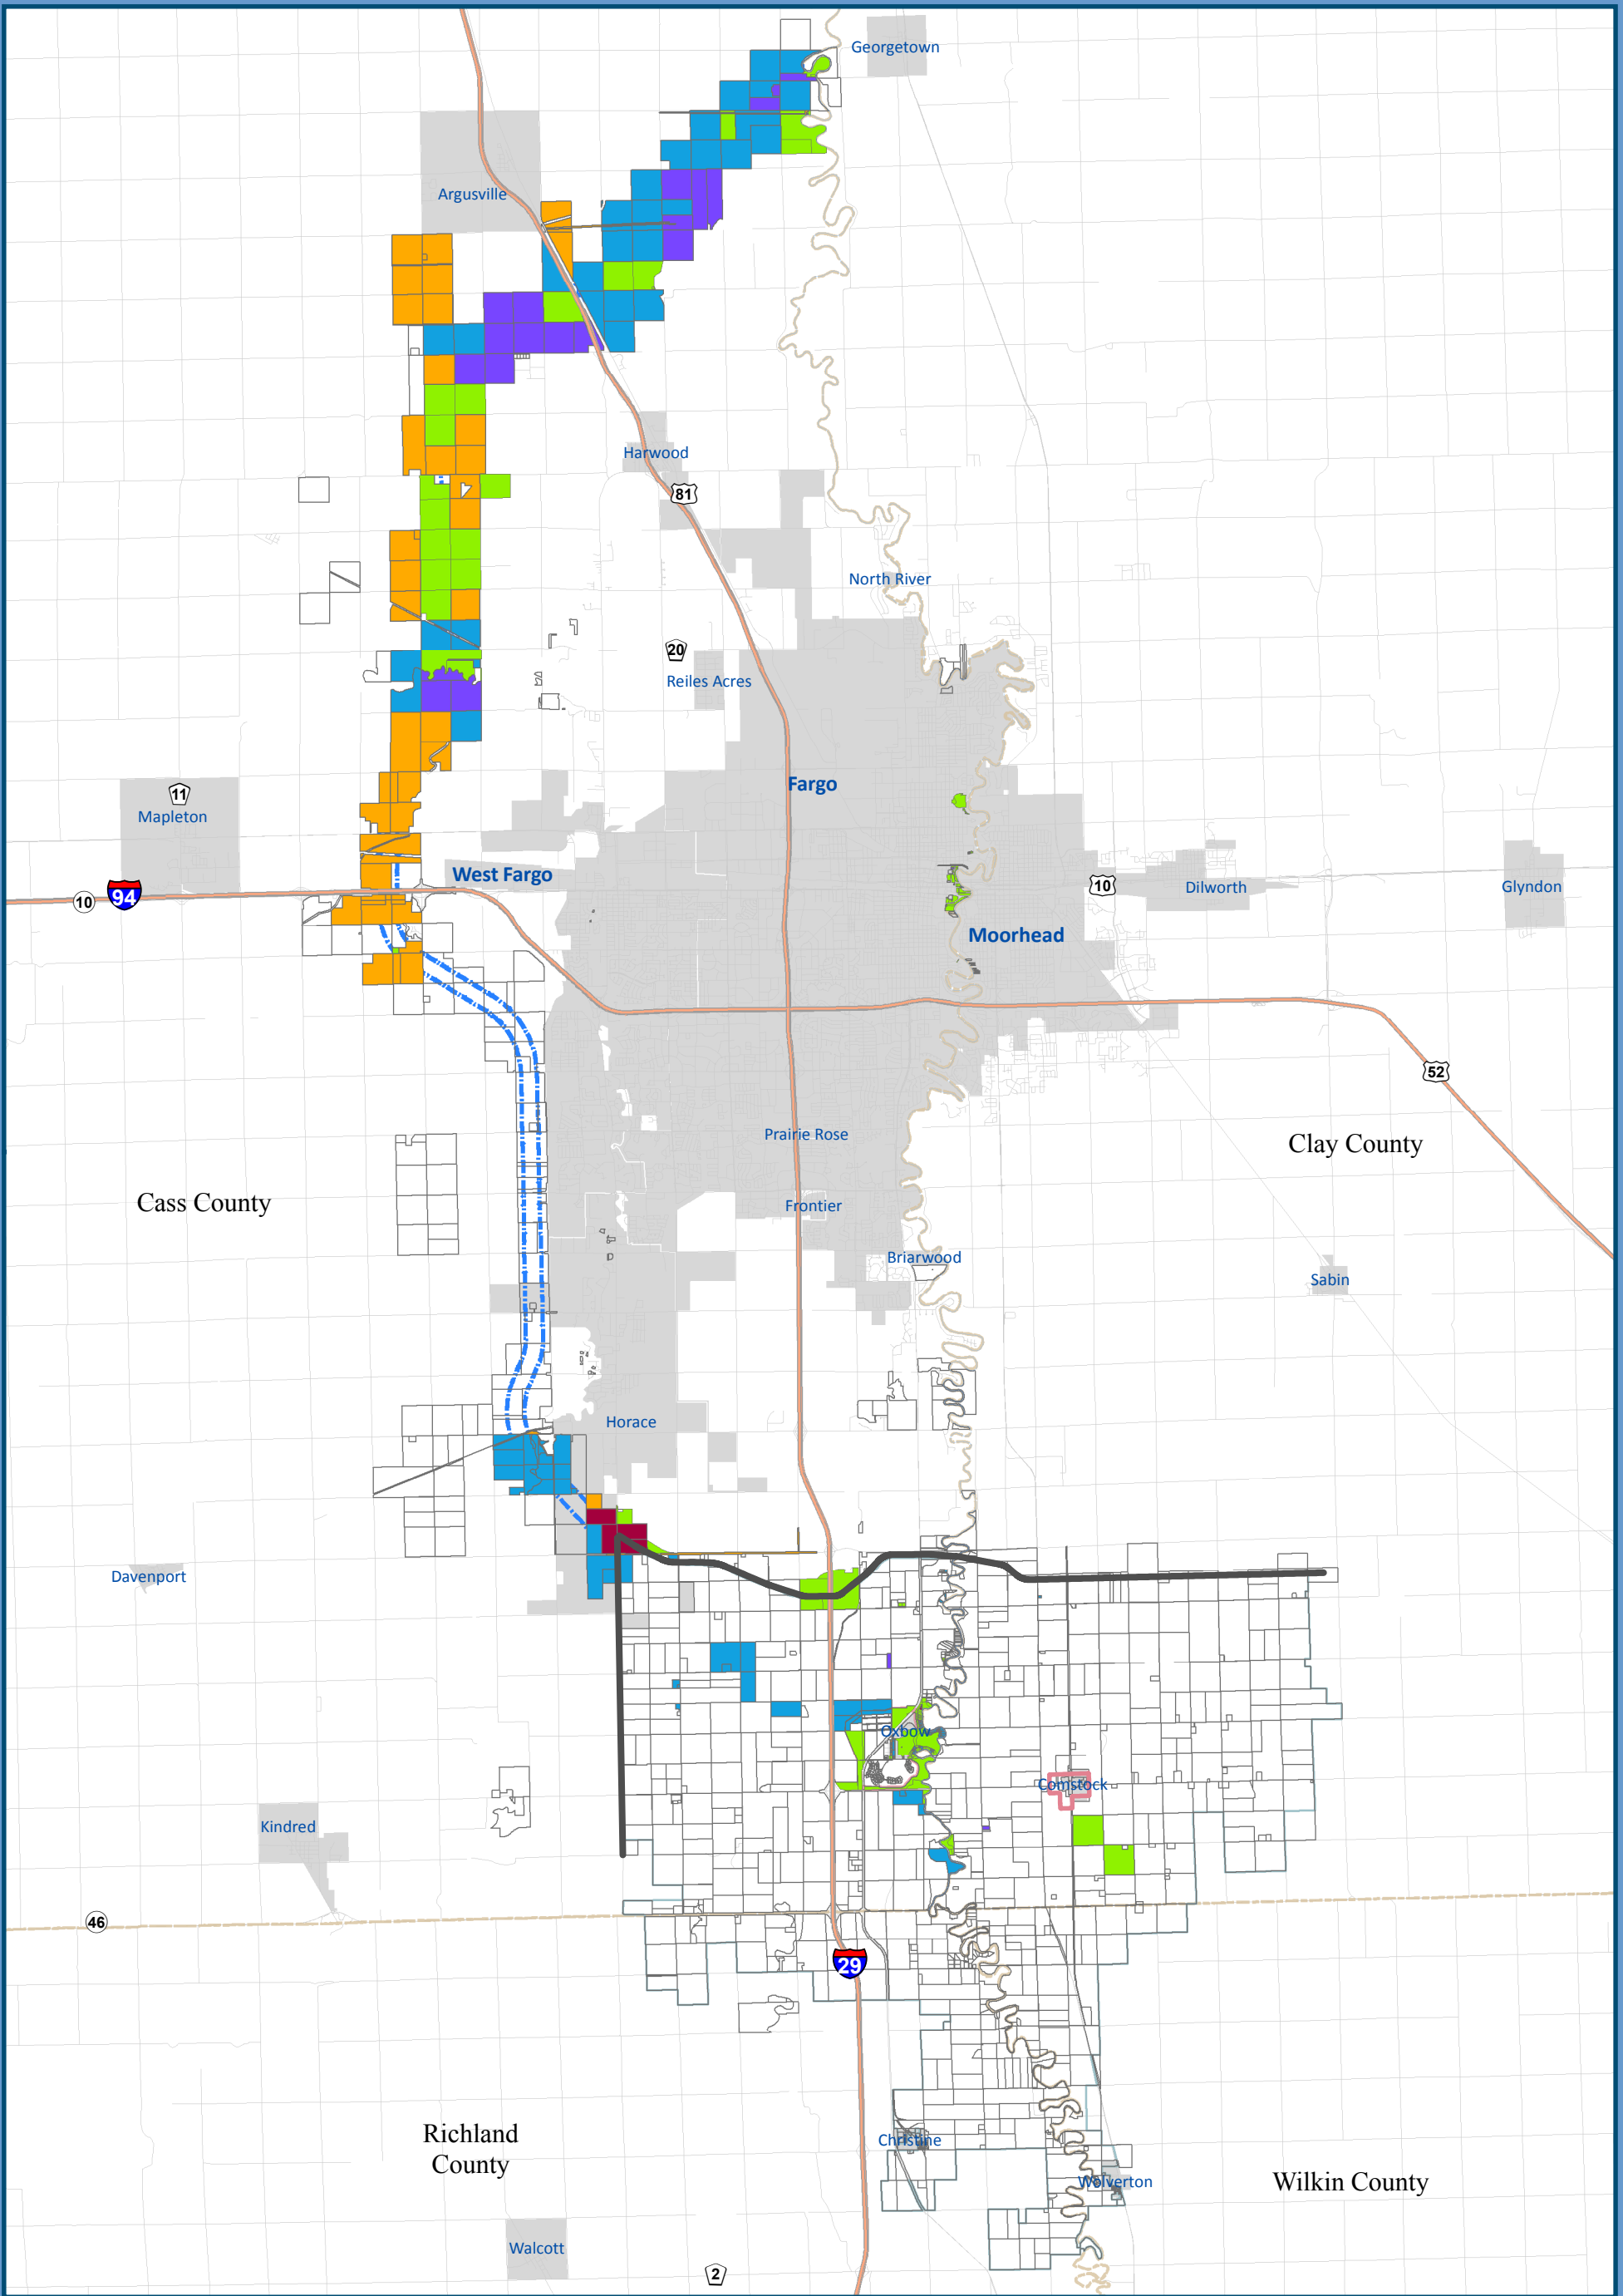 Georgetown
Argusville
Harwood
81
North River
20
Reiles Acres
Fargo
11
Mapleton
West Fargo
10
94
10
Dilworth
Glyndon
Moorhead
52
Prairie Rose
Clay County
Cass County
Frontier
Briarwood
Sabin
Horace
Davenport
Oxbow
Comstock
Kindred
46
29
Richland
County
Christine
Wolverton
Wilkin County
Walcott
2